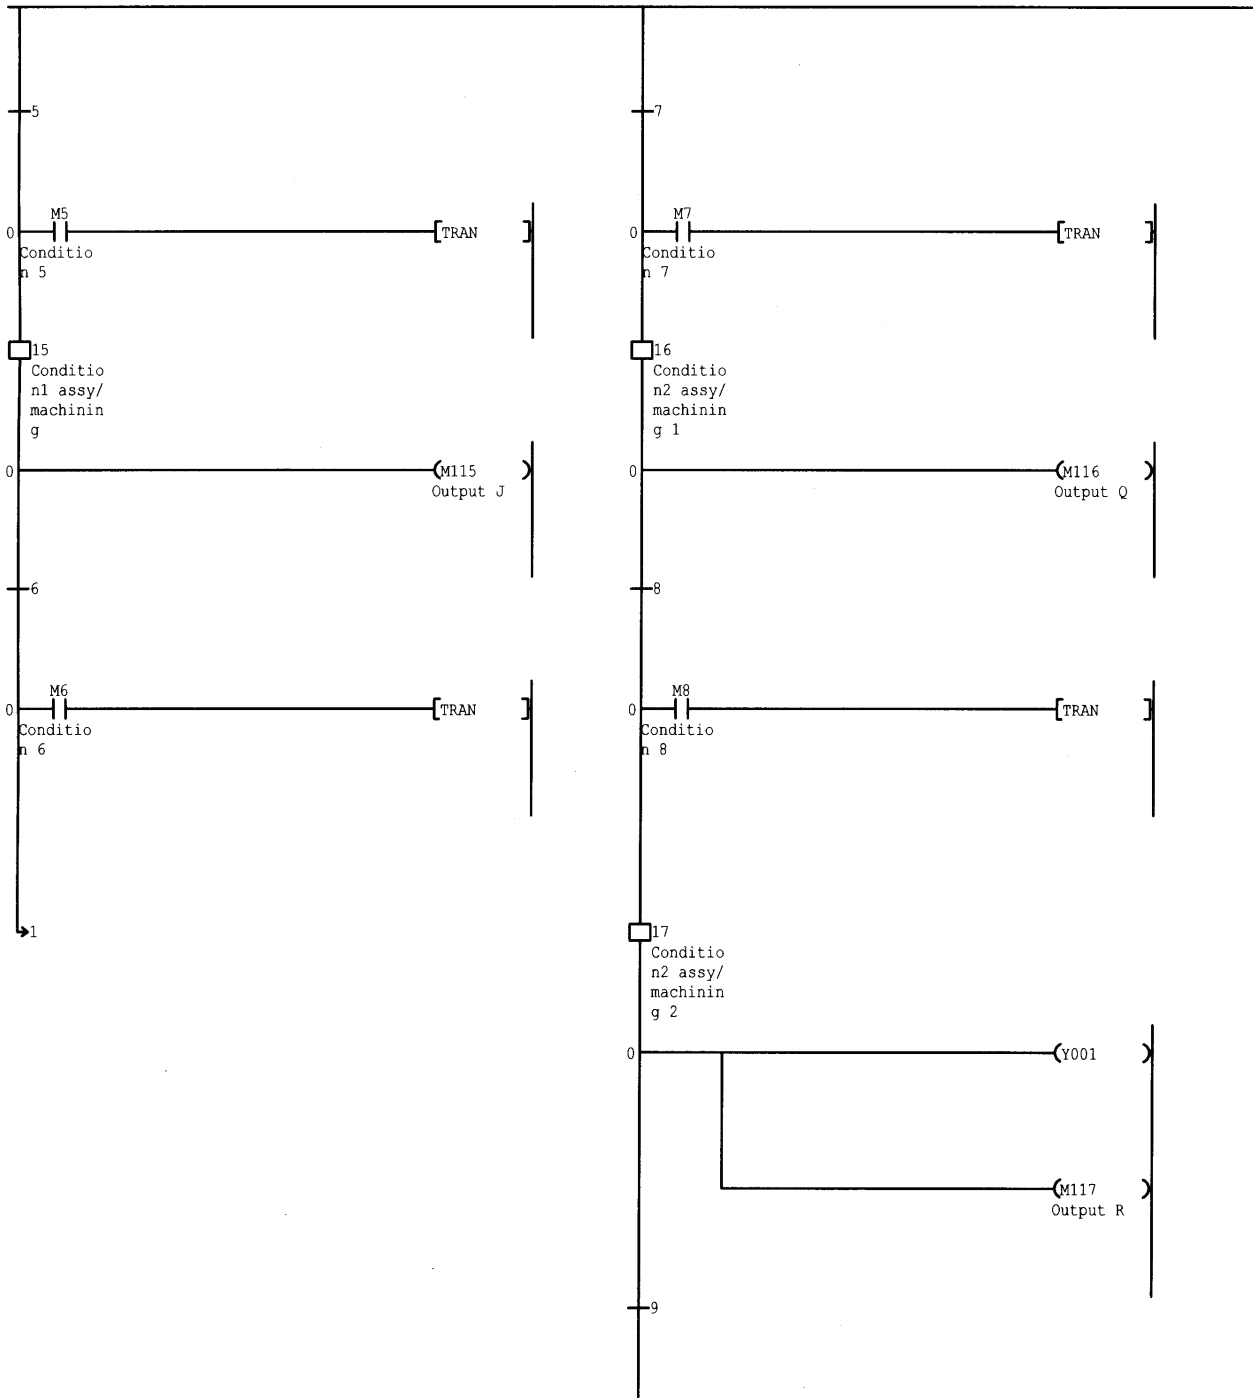 5
M5
0
TRAN
Conditio
n 5
15
Conditio
n1 assy/
machinin
g
0
M115
Output J
6
M6
0
TRAN
Conditio
n 6
1
7
M7
0
TRAN
Conditio
n 7
16
Conditio
n2 assy/
machinin
g 1
0
M116
Output Q
8
M8
0
TRAN
Conditio
n 8
17
Conditio
n2 assy/
machinin
g 2
0
Y001
M117
Output R
9